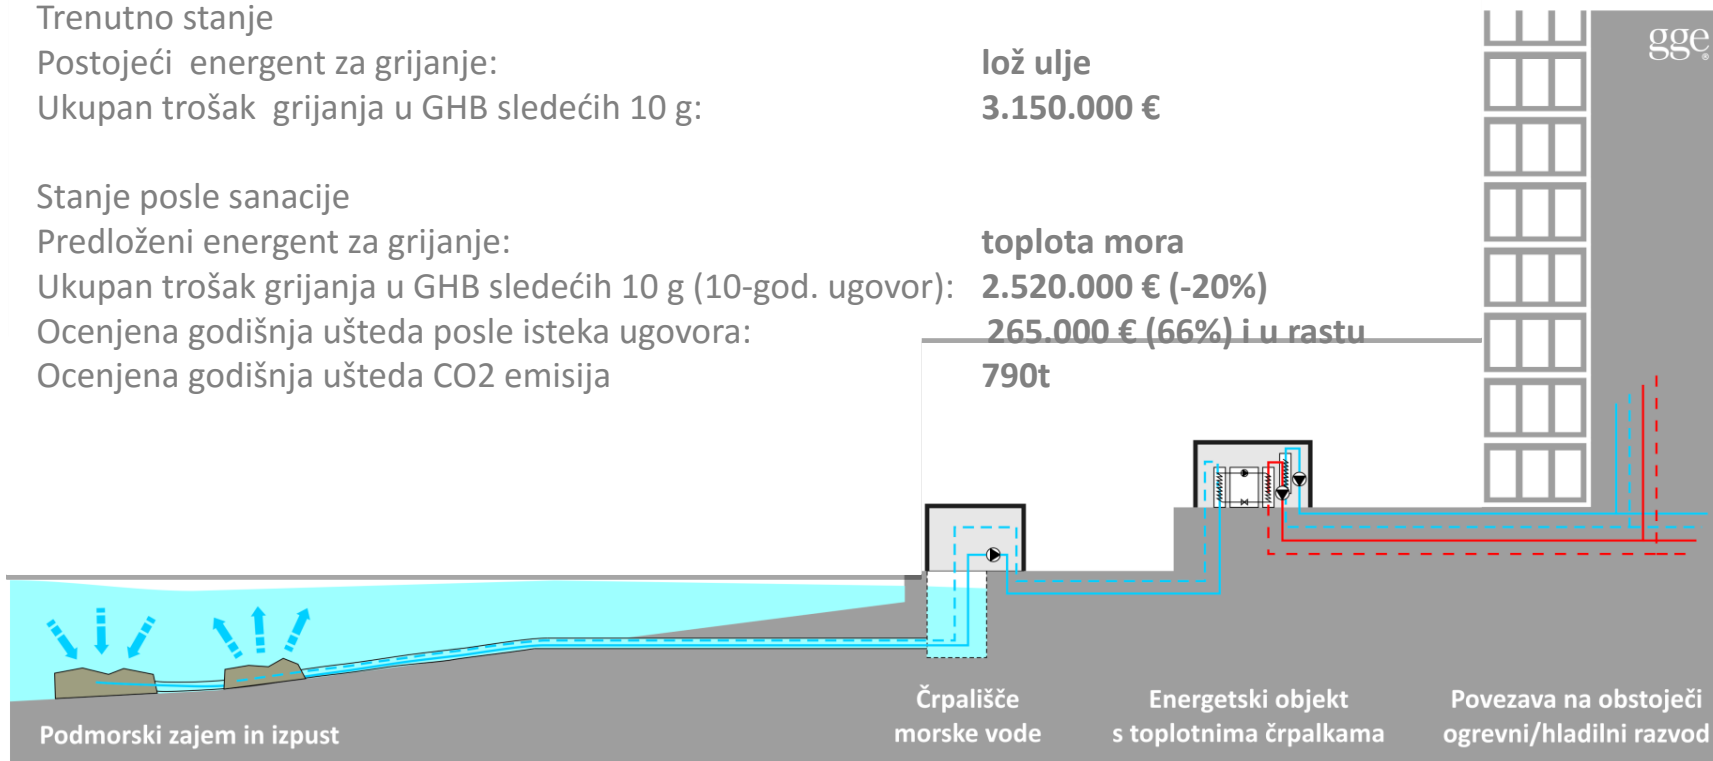 Trenutno stanje
Postojeći energent za grijanje: lož ulje
Ukupan trošak grijanja u GHB sledećih 10 g: 3.150.000 €
Stanje posle sanacije
Predloženi energent za grijanje: toplota mora
Ukupan trošak grijanja u GHB sledećih 10 g (10-god. ugovor): 2.520.000 € (-20%)
Ocenjena godišnja ušteda posle isteka ugovora: 265.000 € (66%) i u rastu
Ocenjena godišnja ušteda CO2 emisija 790t
gge®
Podmorski zajem in izpust
Črpališče
morske vode
Energetski objekt
s toplotnima črpalkama
Povezava na obstoječi
ogrevni/hladilni razvod